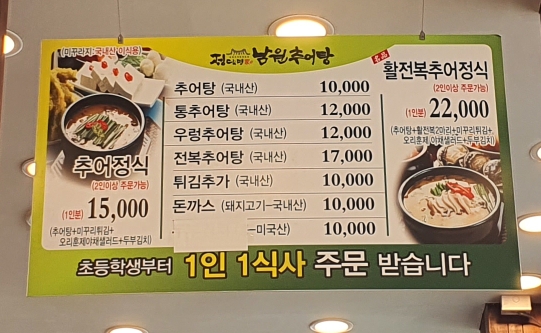 (미꾸라지: 국내산 이식용)
남원추어탕
추어탕 (국내산) 10,000
통추어탕 (국내산) 12,000
우렁추어탕 (국내산) 12,000
전복추어탕 (국내산) 17,000
튀김추가 (국내산) 10,000
돈까스 (돼지고기-국내산) 10,000
-미국산) 10,000
추어정식
(2인이상 주문가능)
(1인분) 15,000
(추어탕+미꾸리튀김+
오리훈제야채샐러드+두부김치)
활전복추어정식
(2인이상 주문가능)
(1인분) 22,000
(추어탕+활전복2마리+미꾸리튀김+
오리훈제야채샐러드+두부김치)
초등학생부터 1인 1식사 주문 받습니다